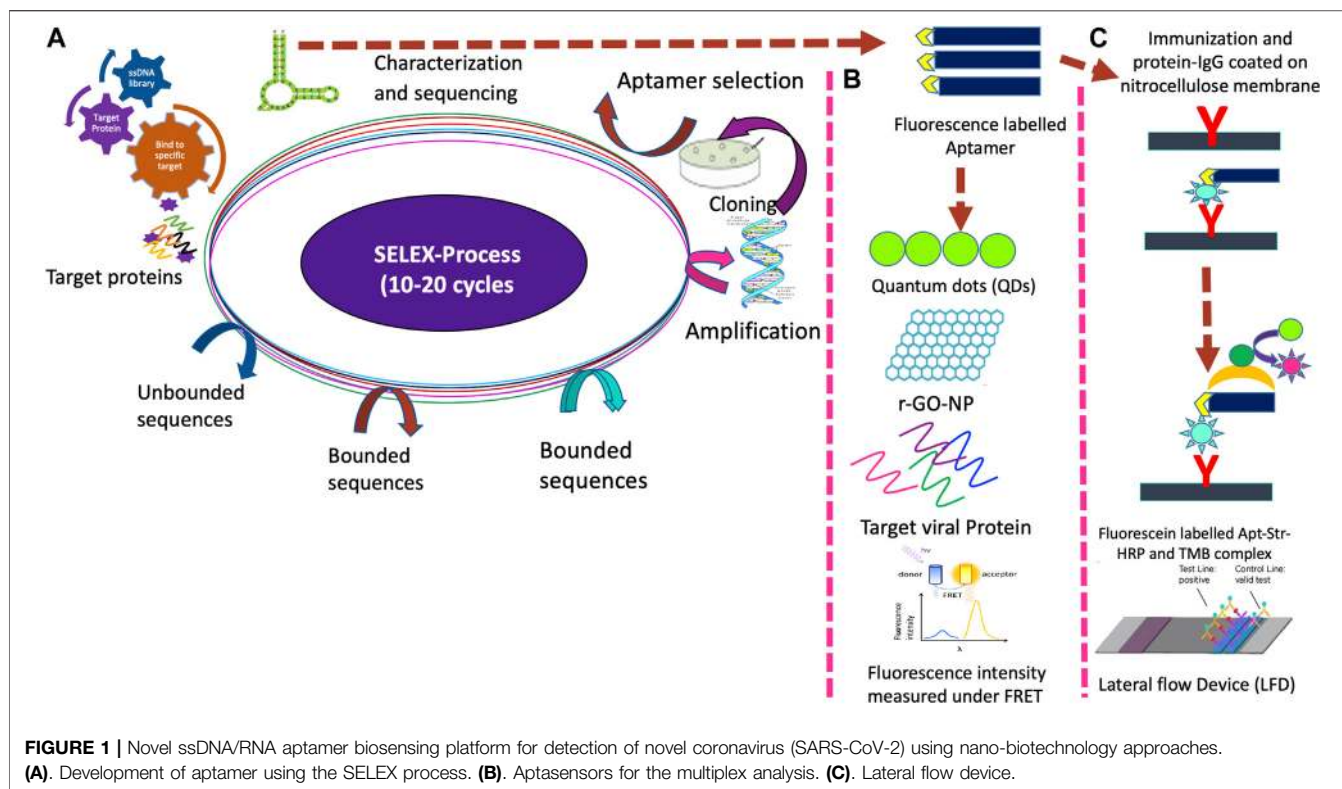 A
ssDNA
library
Target
Protein
Bind to
specific
target
Target proteins
Characterization
and sequencing
Aptamer selection
Cloning
Amplification
SELEX-Process
(10-20 cycles
Unbounded
sequences
Bounded
sequences
Bounded
sequences
B
Fluorescence labelled
Aptamer
Quantum dots (QDs)
r-GO-NP
Target viral Protein
hv
donor
acceptor
FRET
Fluorescence
intensity
λ
Fluorescence intensity
measured under FRET
C
Immunization and
protein-IgG coated on
nitrocellulose membrane
Fluorescein labelled Apt-Str-
HRP and TMB complex
Test Line:
positive
Control Line:
valid test
Lateral flow Device (LFD)
FIGURE 1 | Novel ssDNA/RNA aptamer biosensing platform for detection of novel coronavirus (SARS-CoV-2) using nano-biotechnology approaches.
(A). Development of aptamer using the SELEX process. (B). Aptasensors for the multiplex analysis. (C). Lateral flow device.